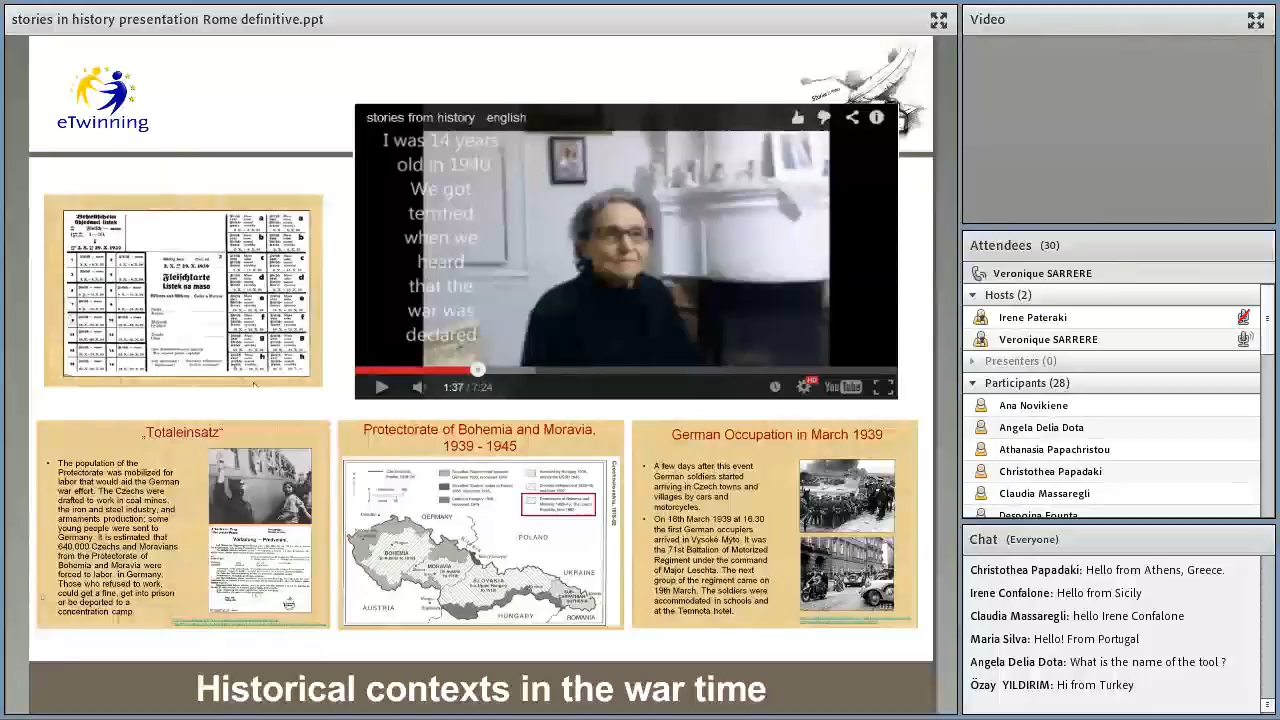 stories in history presentation Rome definitive.ppt
eTwinning
stories from history english
I was 14 years
old in 1940
We got
terrified
when we
heard
that the
war was
declared
1:37 / 7:24
HD
YouTube
Fleischkarte
Listek na maso
„Totaleinsatz“
• The population of the
Protectorate was mobilized for
labor that would aid the German
war effort. The Czechs were
drafted to work in coal mines,
the iron and steel industry, and
armaments production; some
young people were sent to
Germany. It is estimated that
640,000 Czechs and Moravians
from the Protectorate of
Bohemia and Moravia were
forced to labor in Germany.
Those who refused to work,
could get a fine, get into prison
or be deported to a
concentration camp.
Protectorate of Bohemia and Moravia,
1939 - 1945
GERMANY
POLAND
BOHEMIA
MORAVIA
SLOVAKIA
UKRAINE
AUSTRIA
HUNGARY
ROMANIA
German Occupation in March 1939
• A few days after this event
German soldiers started
arriving in Czech towns and
villages by cars and
motorcycles.
• On 16th March 1939 at 16:30
the first German occupiers
arrived in Vysoké Mýto. It was
the 71st Battalion of Motorized
Regiment under the command
of Major Loschta. The next
group of the regiment came on
19th March. The soldiers were
accommodated in schools and
at the Temnota hotel.
LIFE
Historical contexts in the war time
Video
Attendees (30)
Veronique SARRERE
Hosts (2)
Irene Pateraki
Veronique SARRERE
Presenters (0)
Participants (28)
Ana Novikiene
Angela Delia Dota
Athanasia Papachristou
Christothea Papadaki
Claudia Massaregli
Despoina Founta
Chat (Everyone)
Christothea Papadaki: Hello from Athens, Greece.
Irene Confalone: Hello from Sicily
Claudia Massaregli: Hello Irene Confalone
Maria Silva: Hello! From Portugal
Angela Delia Dota: What is the name of the tool ?
Özay YILDIRIM: Hi from Turkey